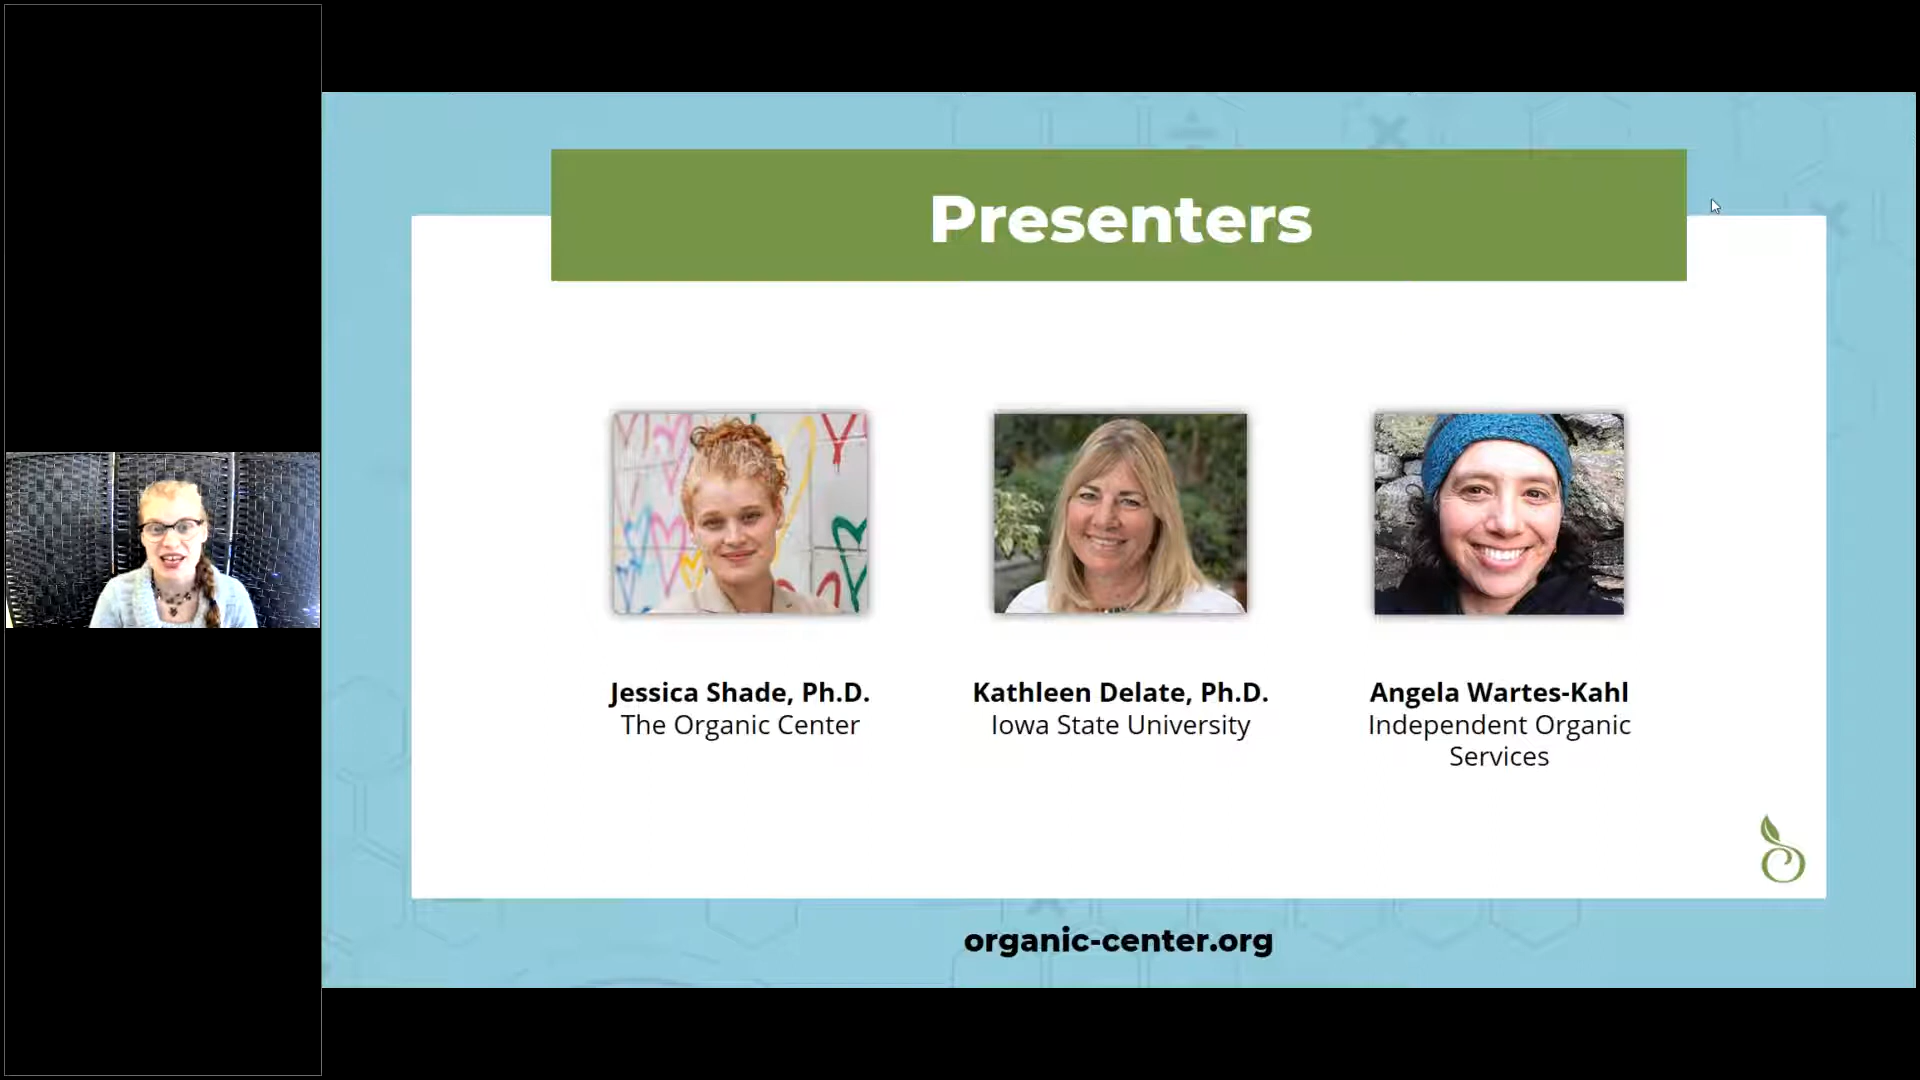 Presenters
Jessica Shade, Ph.D.
The Organic Center
Kathleen Delate, Ph.D.
Iowa State University
Angela Wartes-Kahl
Independent Organic
Services
organic-center.org